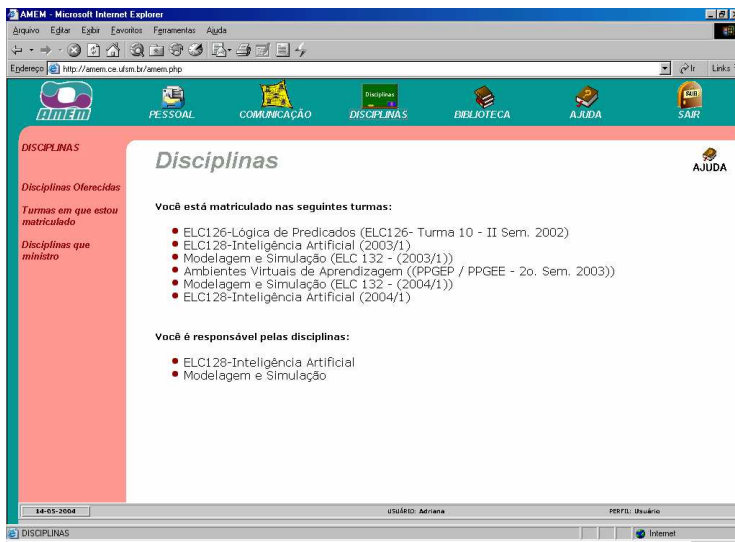 AMEM - Microsoft Internet Explorer
Arquivo Editar Exibir Favoritos Ferramentas Ajuda
Endereço http://amem.ce.ufsm.br/amem.php Ir Links
AMEM PESSOAL COMUNICAÇÃO Disciplinas DISCIPLINAS BIBLIOTECA AJUDA SAIR
DISCIPLINAS
Disciplinas Oferecidas
Turmas em que estou
matriculado
Disciplinas que
ministro
Disciplinas
AJUDA
Você está matriculado nas seguintes turmas:
ELC126-Lógica de Predicados (ELC126- Turma 10 - II Sem. 2002)
ELC128-Inteligência Artificial (2003/1)
Modelagem e Simulação (ELC 132 - (2003/1))
Ambientes Virtuais de Aprendizagem ((PPGEP / PPGEE - 2o. Sem. 2003))
Modelagem e Simulação (ELC 132 - (2004/1))
ELC128-Inteligência Artificial (2004/1)
Você é responsável pelas disciplinas:
ELC128-Inteligência Artificial
Modelagem e Simulação
14-05-2004 USUÁRIO: Adriana PERFIL: Usuário
DISCIPLINAS Internet